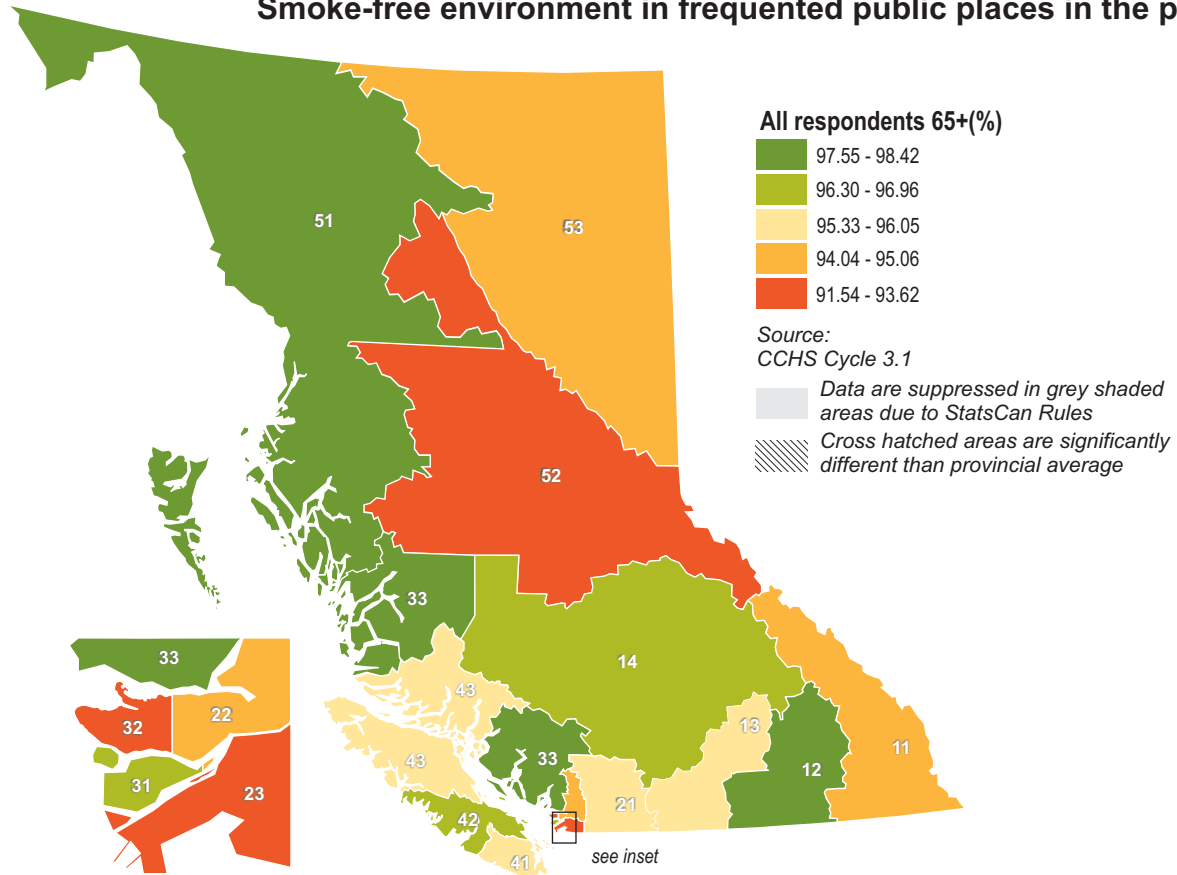 Smoke-free environment in frequented public places in the p
All respondents 65+(%)
97.55 - 98.42
96.30 - 96.96
95.33 - 96.05
94.04 - 95.06
91.54 - 93.62
Source:
CCHS Cycle 3.1
Data are suppressed in grey shaded
areas due to StatsCan Rules
Cross hatched areas are significantly
different than provincial average
51
53
52
33
14
43
13
33
43
11
12
21
42
41
see inset
33
32
22
31
23